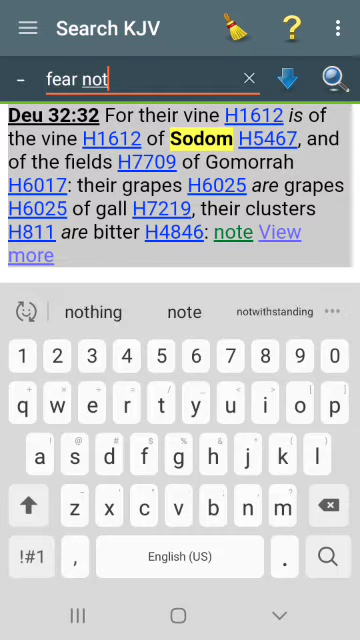 Search KJV ?
- fear not
Deu 32:32 For their vine H1612 is of
the vine H1612 of Sodom H5467, and
of the fields H7709 of Gomorrah
H6017: their grapes H6025 are grapes
H6025 of gall H7219, their clusters
H811 are bitter H4846: note View
more
nothing note notwithstanding
1 2 3 4 5 6 7 8 9 0
q w e r t y u i o p
a s d f g h j k l
z x c v b n m
!#1 , English (US) .